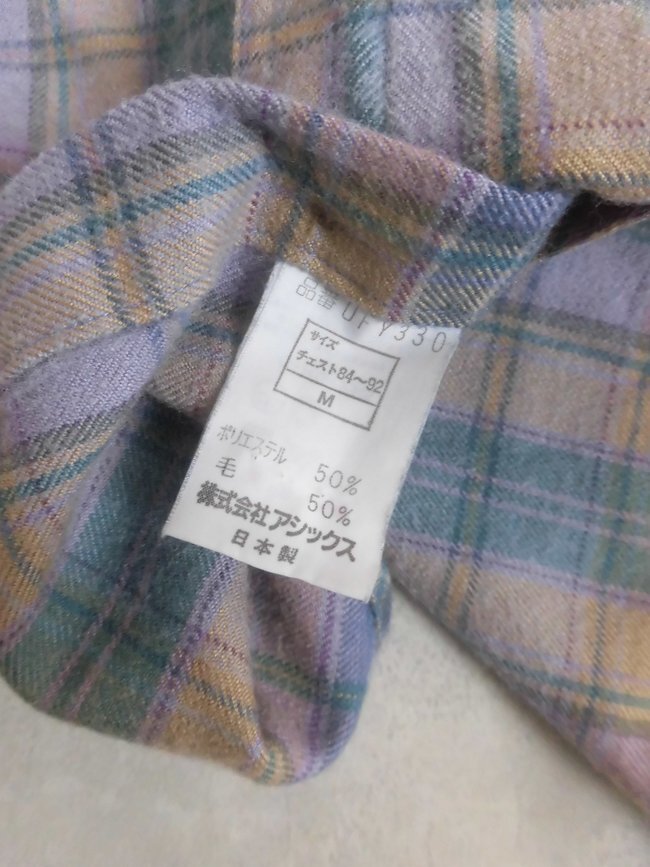 品番 UFY330
サイズ
チェスト84〜92
M
ポリエステル 50%
毛 50%
株式会社アシックス
日本製